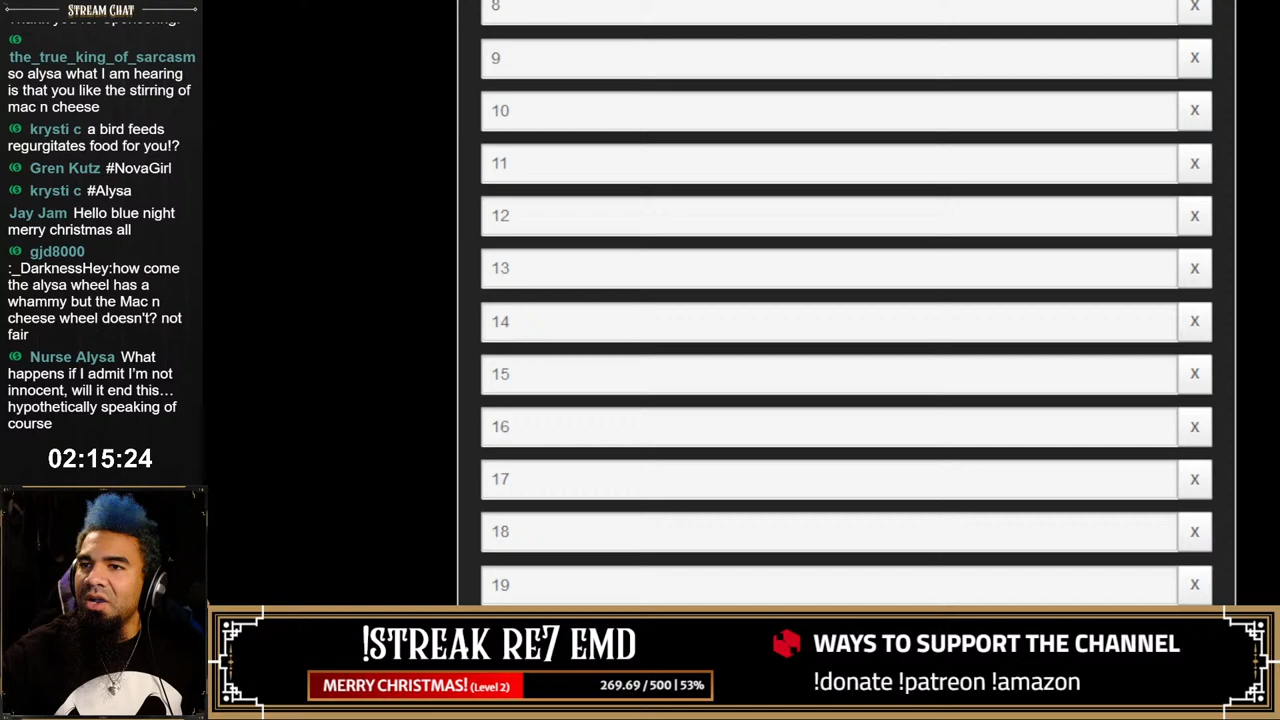 STREAM CHAT
the_true_king_of_sarcasm
so alysa what I am hearing
is that you like the stirring of
mac n cheese
krysti c a bird feeds
regurgitates food for you!?
Gren Kutz #NovaGirl
krysti c #Alysa
Jay Jam Hello blue night
merry christmas all
gjd8000
:_DarknessHey:how come
the alysa wheel has a
whammy but the Mac n
cheese wheel doesn't? not
fair
Nurse Alysa What
happens if I admit I'm not
innocent, will it end this…
hypothetically speaking of
course
02:15:24
8 X
9 X
10 X
11 X
12 X
13 X
14 X
15 X
16 X
17 X
18 X
19 X
!STREAK RE7 EMD
MERRY CHRISTMAS! (Level 2) 269.69 / 500 | 53%
WAYS TO SUPPORT THE CHANNEL
!donate !patreon !amazon